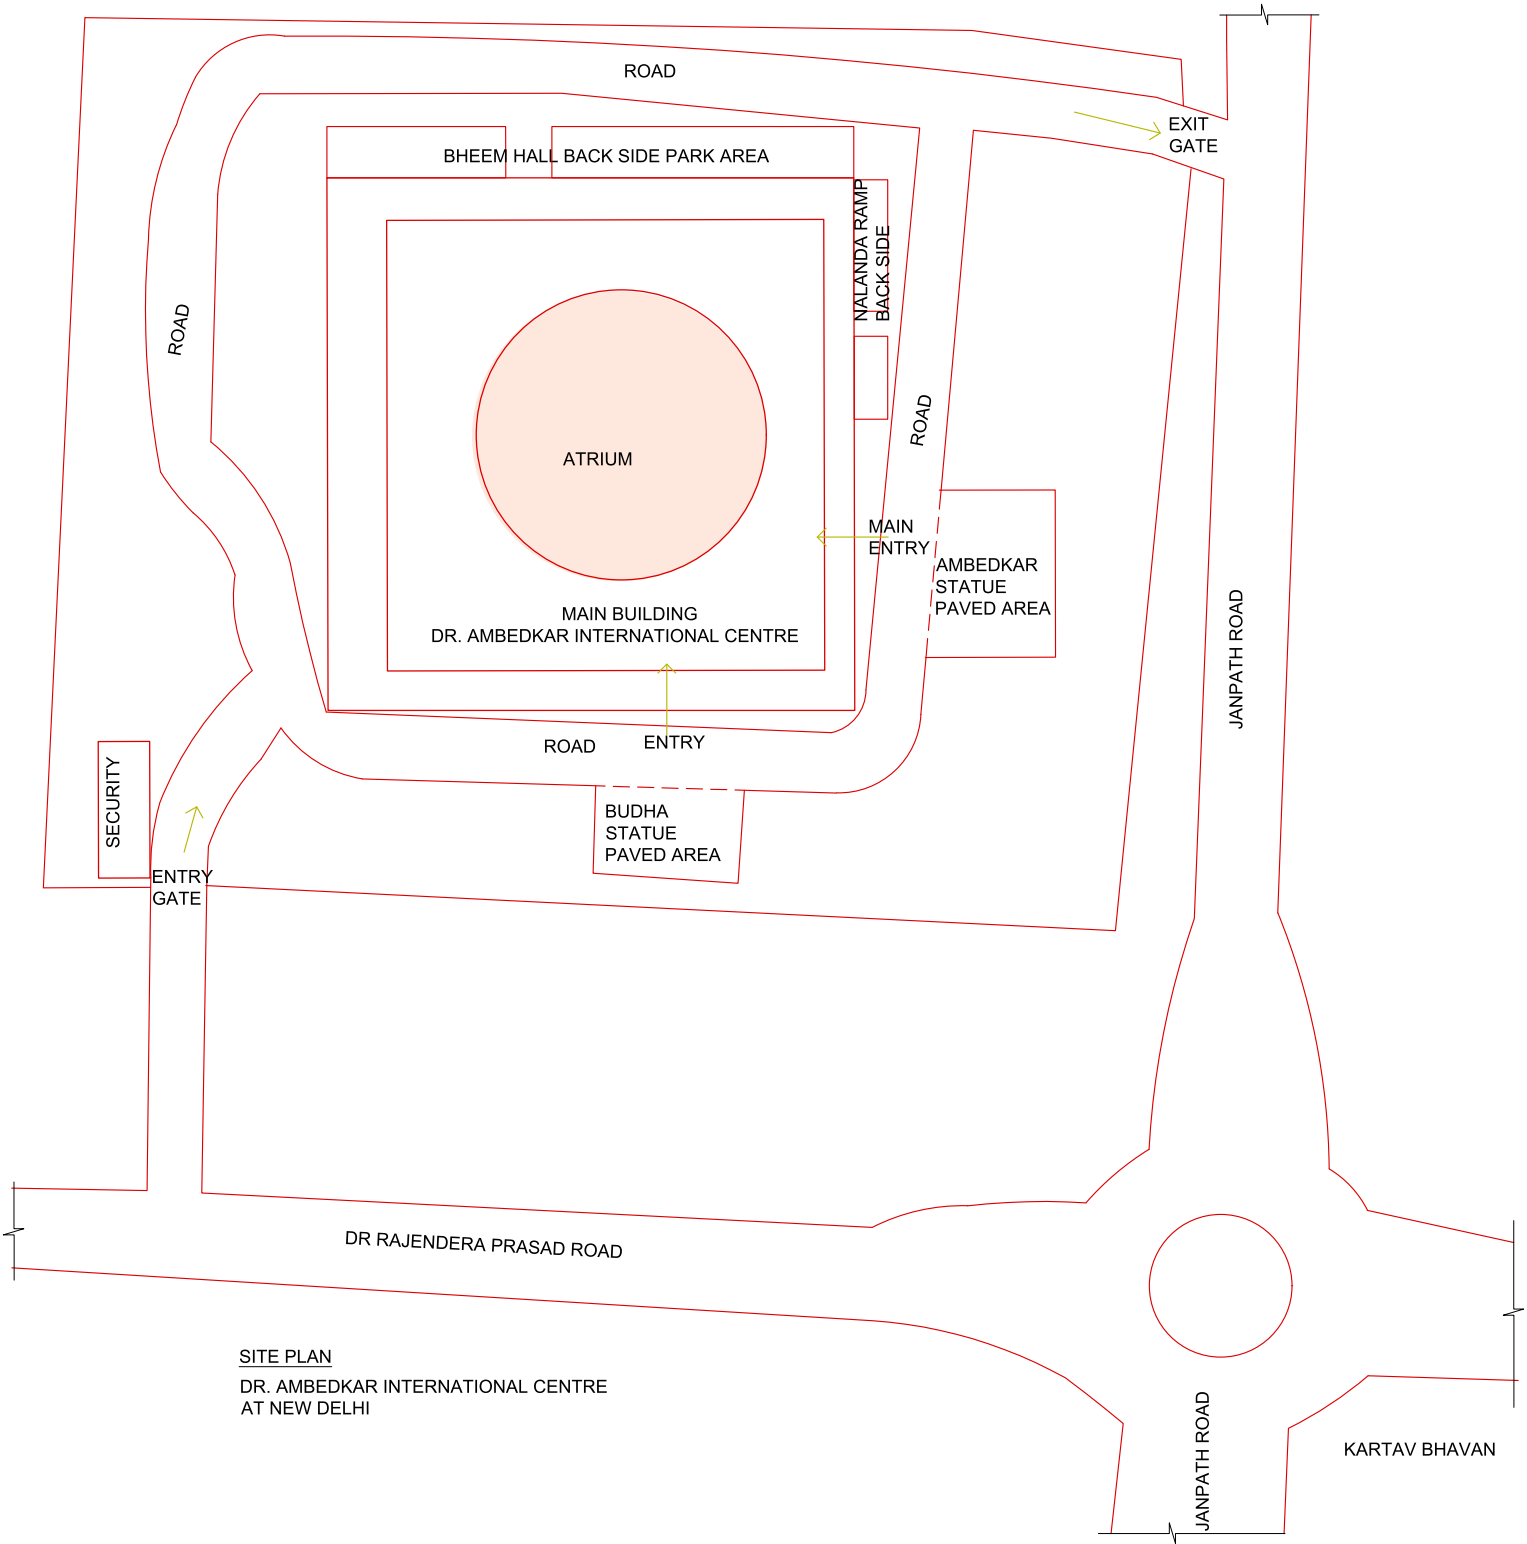 ROAD
EXIT
GATE
BHEEM HALL BACK SIDE PARK AREA
NALANDA RAMP
BACK SIDE
ROAD
ROAD
ATRIUM
MAIN
ENTRY
AMBEDKAR
STATUE
PAVED AREA
MAIN BUILDING
DR. AMBEDKAR INTERNATIONAL CENTRE
JANPATH ROAD
ROAD
ENTRY
SECURITY
BUDHA
STATUE
PAVED AREA
ENTRY
GATE
DR RAJENDERA PRASAD ROAD
SITE PLAN
DR. AMBEDKAR INTERNATIONAL CENTRE
AT NEW DELHI
JANPATH ROAD
KARTAV BHAVAN